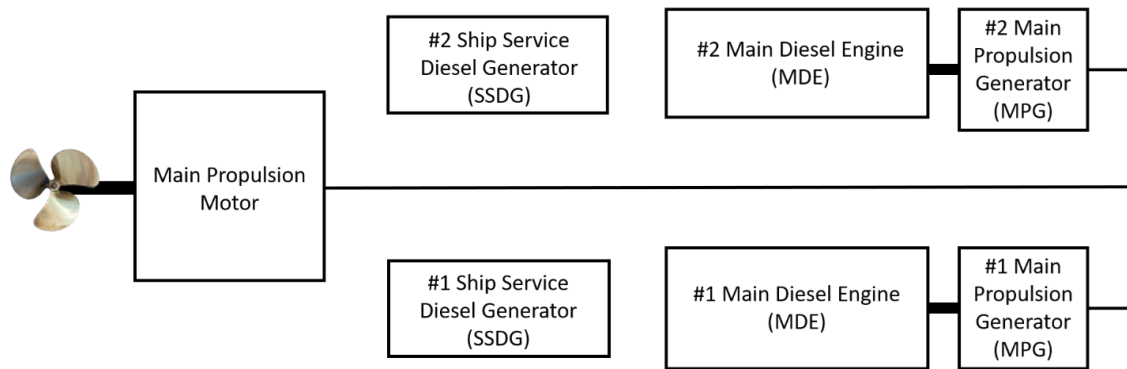 #2 Ship Service
Diesel Generator
(SSDG)
#2 Main Diesel Engine
(MDE)
#2 Main
Propulsion
Generator
(MPG)
Main Propulsion
Motor
#1 Ship Service
Diesel Generator
(SSDG)
#1 Main Diesel Engine
(MDE)
#1 Main
Propulsion
Generator
(MPG)